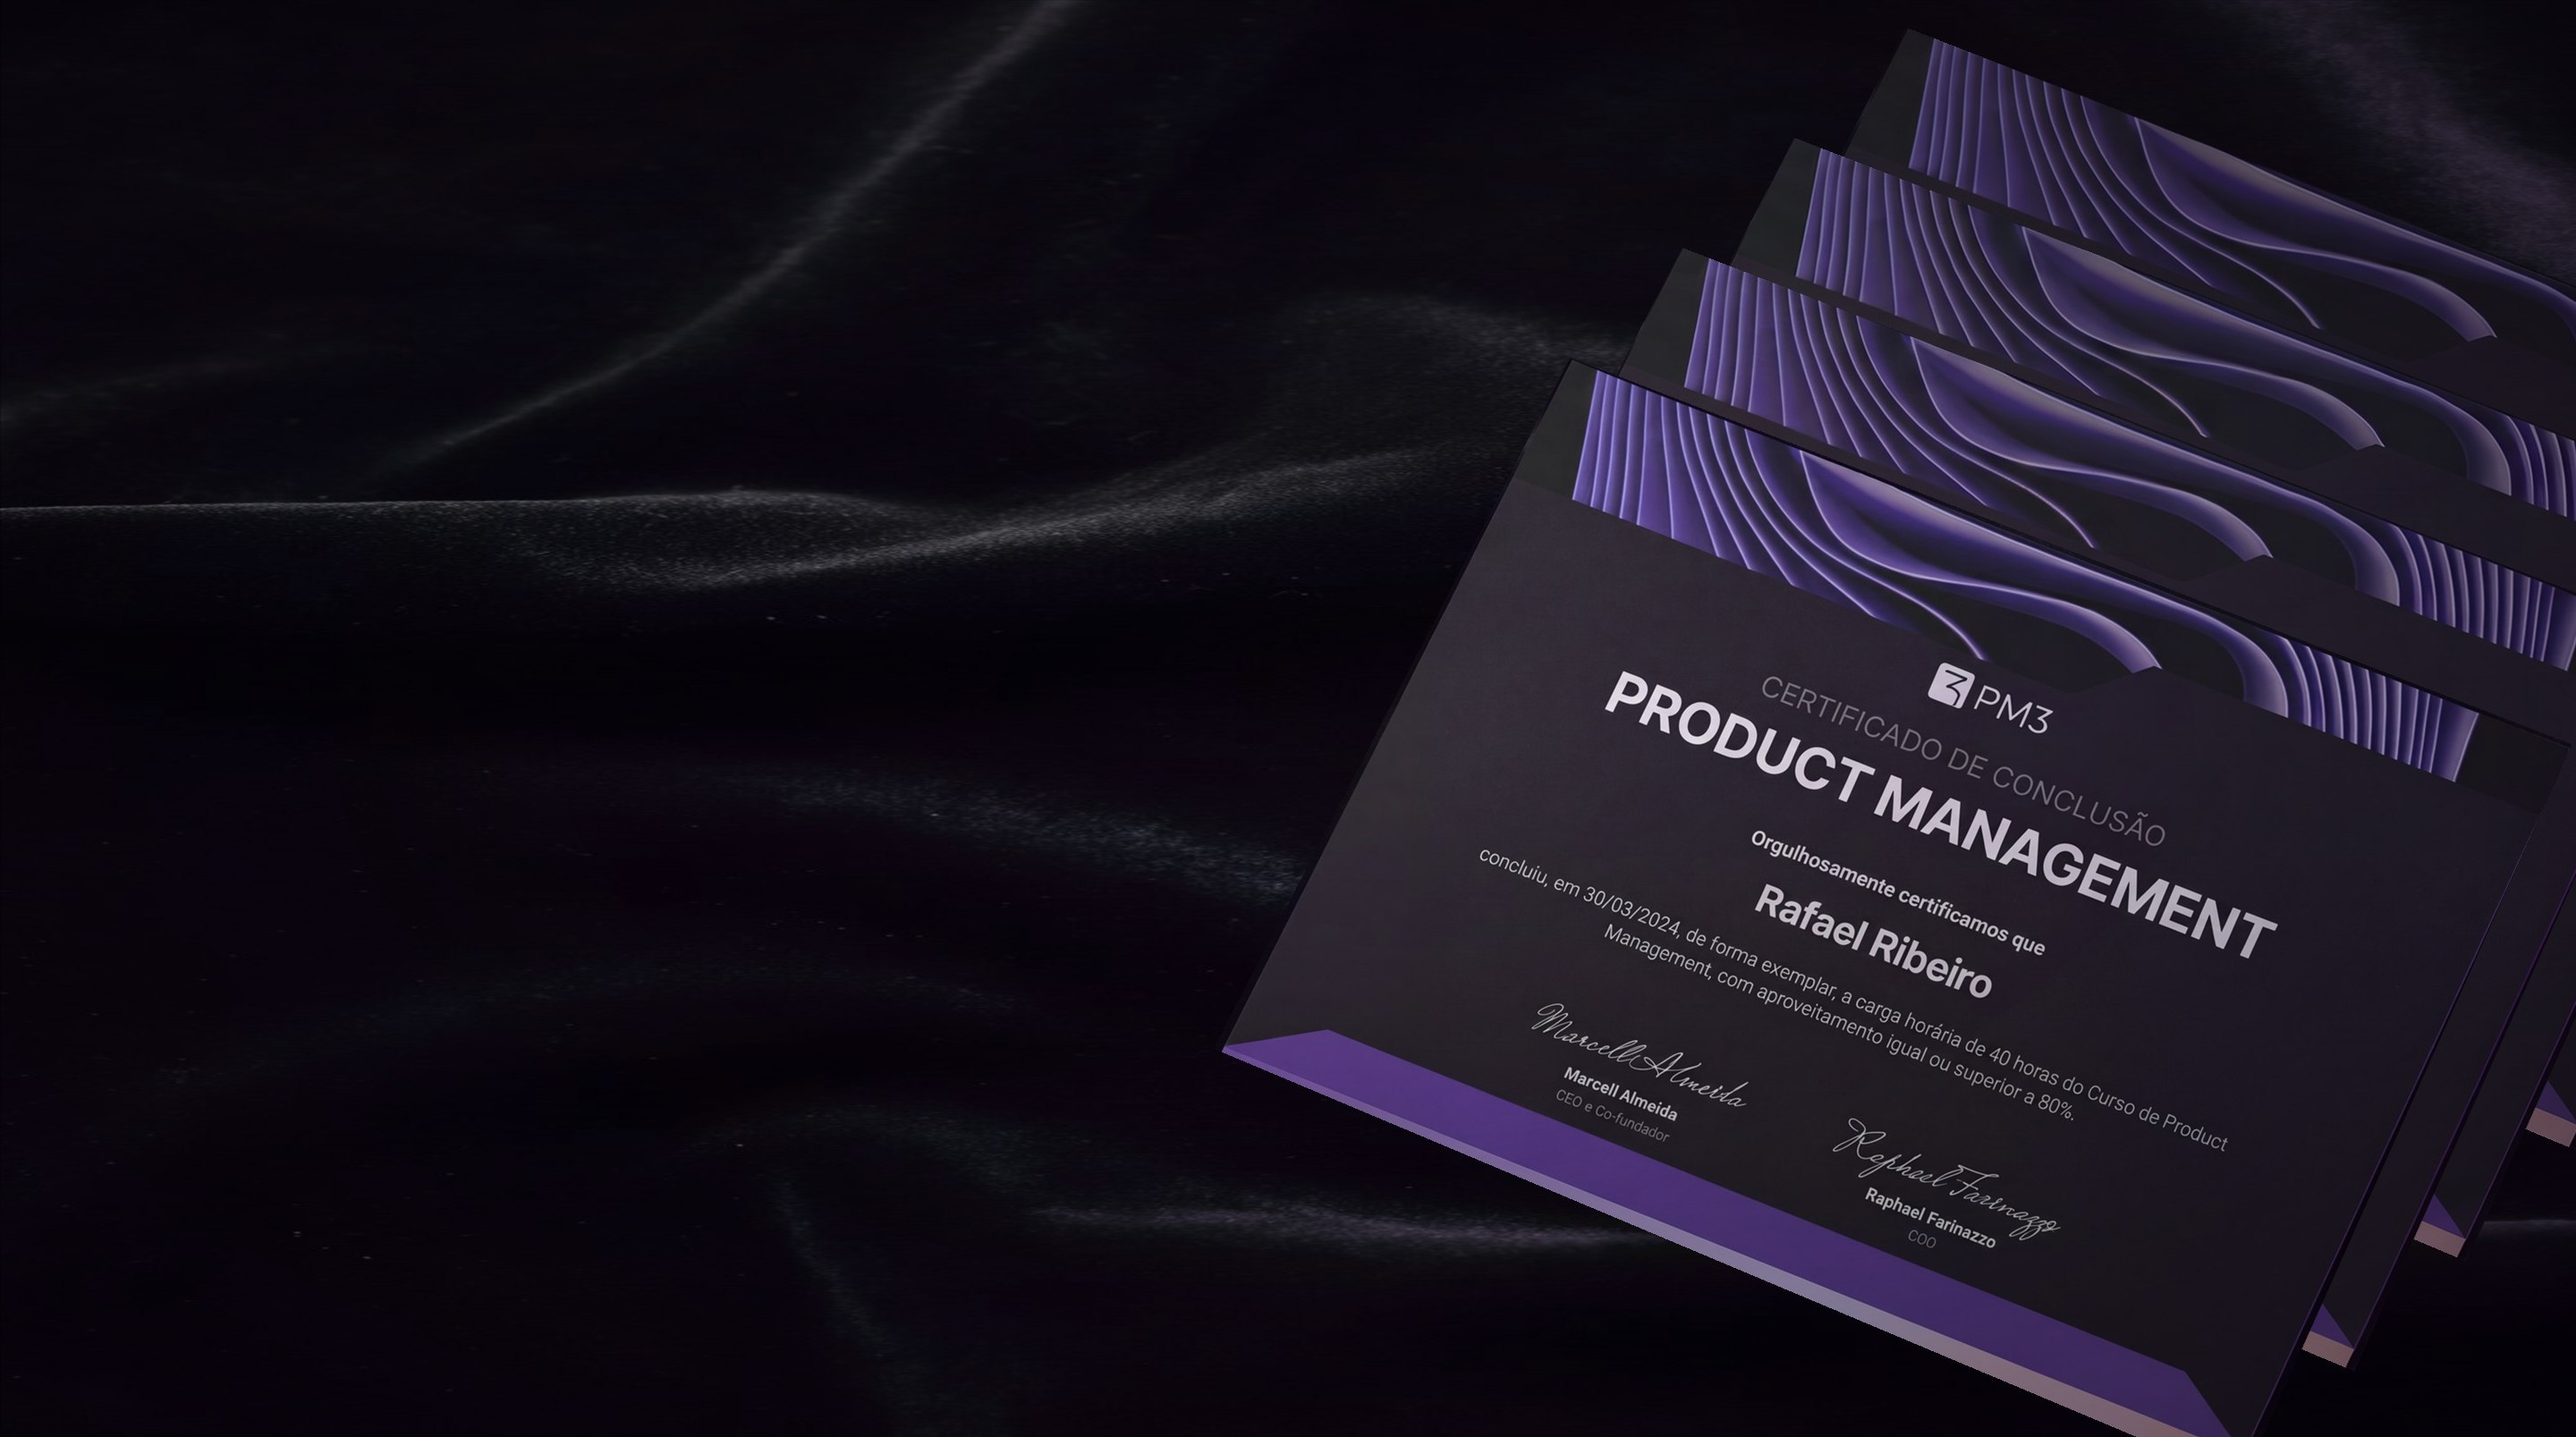 PM3
CERTIFICADO DE CONCLUSÃO
PRODUCT MANAGEMENT
Orgulhosamente certificamos que
Rafael Ribeiro
concluiu, em 30/03/2024, de forma exemplar, a carga horária de 40 horas do Curso de Product
Management, com aproveitamento igual ou superior a 80%.
Marcell Almeida
Marcell Almeida
CEO e Co-fundador
Raphael Farinazzo
Raphael Farinazzo
COO